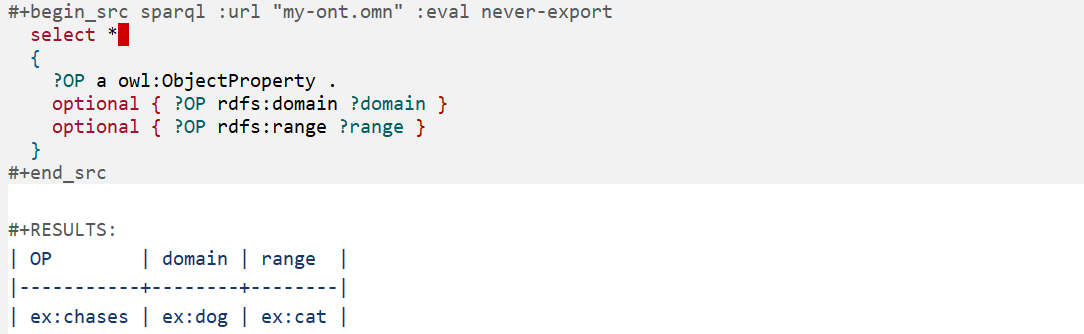 #+begin_src sparql :url "my-ont.omn" :eval never-export
  select *
  {
    ?OP a owl:ObjectProperty .
    optional { ?OP rdfs:domain ?domain }
    optional { ?OP rdfs:range ?range }
  }
#+end_src

#+RESULTS:
| OP        | domain | range  |
|-----------+--------+--------|
| ex:chases | ex:dog | ex:cat |